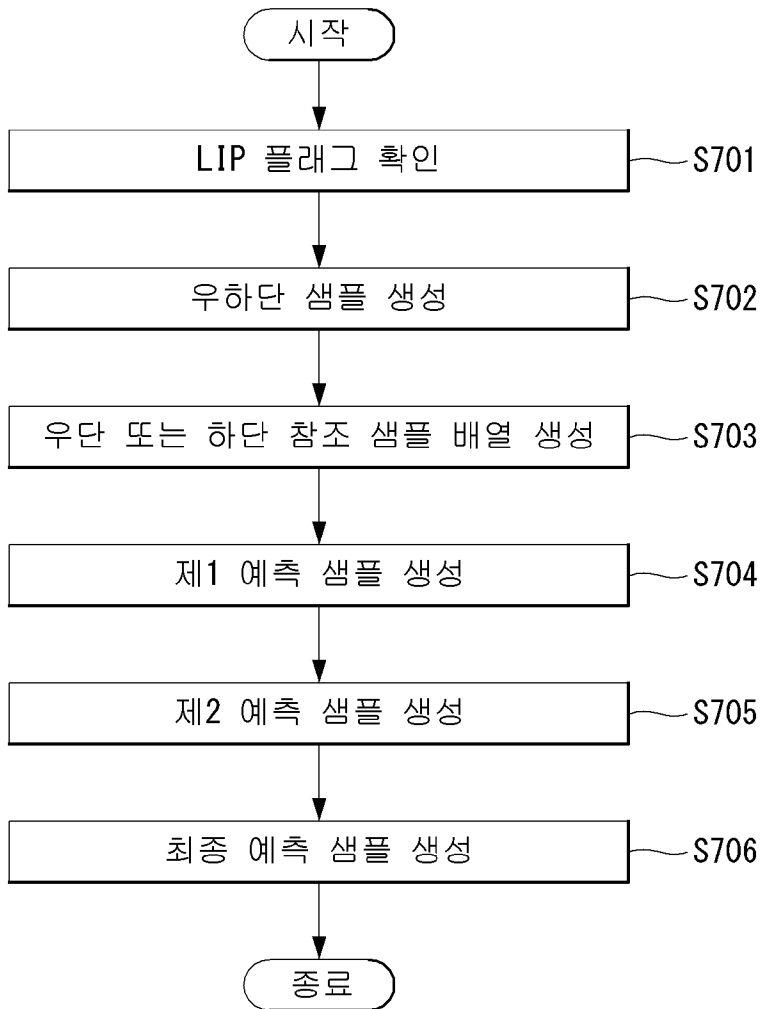 시작
LIP 플래그 확인
S701
우하단 샘플 생성
S702
우단 또는 하단 참조 샘플 배열 생성
S703
제1 예측 샘플 생성
S704
제2 예측 샘플 생성
S705
최종 예측 샘플 생성
S706
종료